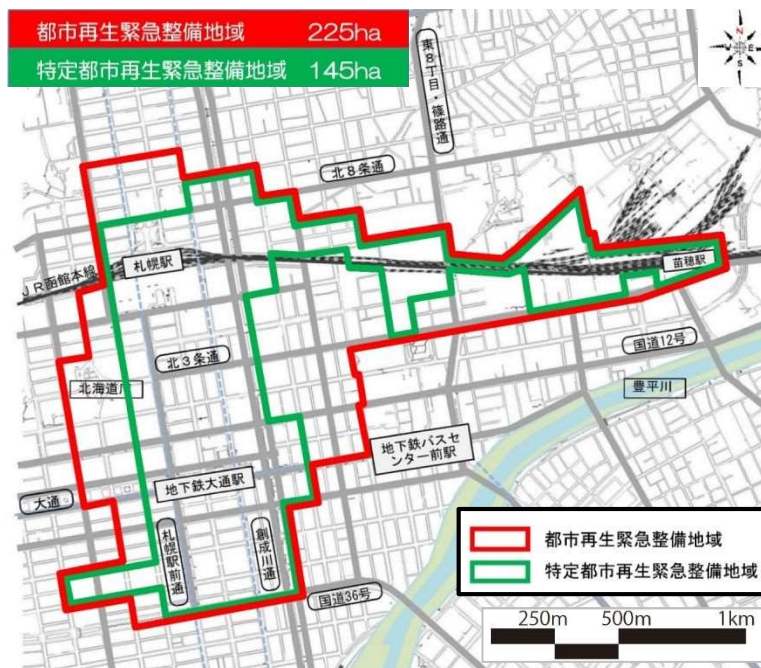 都市再生緊急整備地域 225ha
特定都市再生緊急整備地域 145ha
N
W E
S
東8丁目・篠路通
北8条通
札幌駅
JR函館本線
苗穂駅
北3条通
国道12号
北海道庁
豊平川
地下鉄バスセ
ンター前駅
地下鉄大通駅
大通
札幌駅前通
創成川通
国道36号
都市再生緊急整備地域
特定都市再生緊急整備地域
250m 500m 1km